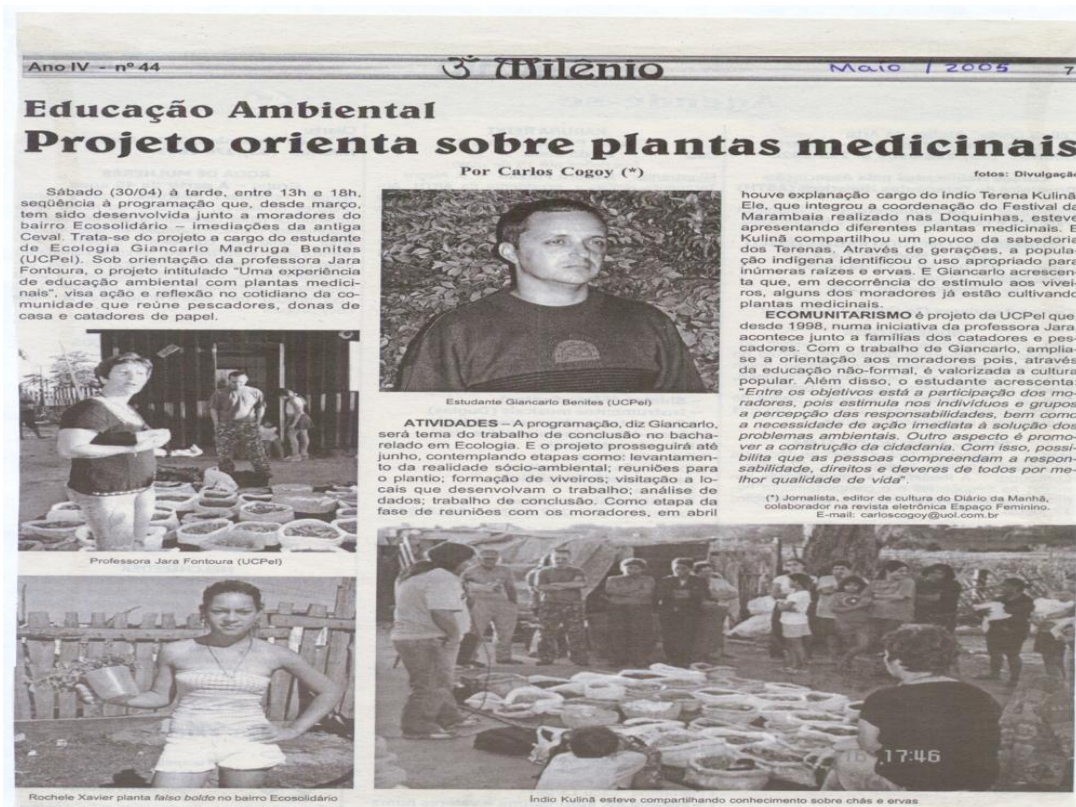 Ano IV - nº 44
3º Milênio
Maio / 2005
7
Educação Ambiental
Projeto orienta sobre plantas medicinais
Por Carlos Cogoy (*)
fotos: Divulgação
Sábado (30/04) à tarde, entre 13h e 18h,
seqüência à programação que, desde março,
tem sido desenvolvida junto a moradores do
bairro Ecosolidário – imediações da antiga
Ceval. Trata-se do projeto a cargo do estudante
de Ecologia Giancarlo Madruga Benites
(UCPel). Sob orientação da professora Jara
Fontoura, o projeto intitulado "Uma experiência
de educação ambiental com plantas medici-
nais", visa ação e reflexão no cotidiano da co-
munidade que reúne pescadores, donas de
casa e catadores de papel.
Professora Jara Fontoura (UCPel)
Rochele Xavier planta falso boldo no bairro Ecosolidário
Estudante Giancarlo Benites (UCPel)
ATIVIDADES – A programação, diz Giancarlo,
será tema do trabalho de conclusão no bacha-
relado em Ecologia. E o projeto prosseguirá até
junho, contemplando etapas como: levantamen-
to da realidade sócio-ambiental; reuniões para
o plantio; formação de viveiros; visitação a lo-
cais que desenvolvam o trabalho; análise de
dados; trabalho de conclusão. Como etapa da
fase de reuniões com os moradores, em abril
houve explanação cargo do índio Terena Kulinã.
Ele, que integrou a coordenação do Festival da
Marambaia realizado nas Doquinhas, esteve
apresentando diferentes plantas medicinais. E
Kulinã compartilhou um pouco da sabedoria
dos Terenas. Através de gerações, a popula-
ção indígena identificou o uso apropriado para
inúmeras raízes e ervas. E Giancarlo acrescen-
ta que, em decorrência do estímulo aos vivei-
ros, alguns dos moradores já estão cultivando
plantas medicinais.
ECOMUNITARISMO é projeto da UCPel que
desde 1998, numa iniciativa da professora Jara,
acontece junto a famílias dos catadores e pes-
cadores. Com o trabalho de Giancarlo, amplia-
se a orientação aos moradores pois, através
da educação não-formal, é valorizada a cultura
popular. Além disso, o estudante acrescenta:
"Entre os objetivos está a participação dos mo-
radores, pois estimula nos indivíduos e grupos
a percepção das responsabilidades, bem como
a necessidade de ação imediata à solução dos
problemas ambientais. Outro aspecto é promo-
ver a construção da cidadania. Com isso, possi-
bilita que as pessoas compreendam a respon-
sabilidade, direitos e deveres de todos por me-
lhor qualidade de vida".
(*) Jornalista, editor de cultura do Diário da Manhã,
colaborador na revista eletrônica Espaço Feminino.
E-mail: carloscogoy@uol.com.br
17:46
Índio Kulinã esteve compartilhando conhecimento sobre chás e ervas